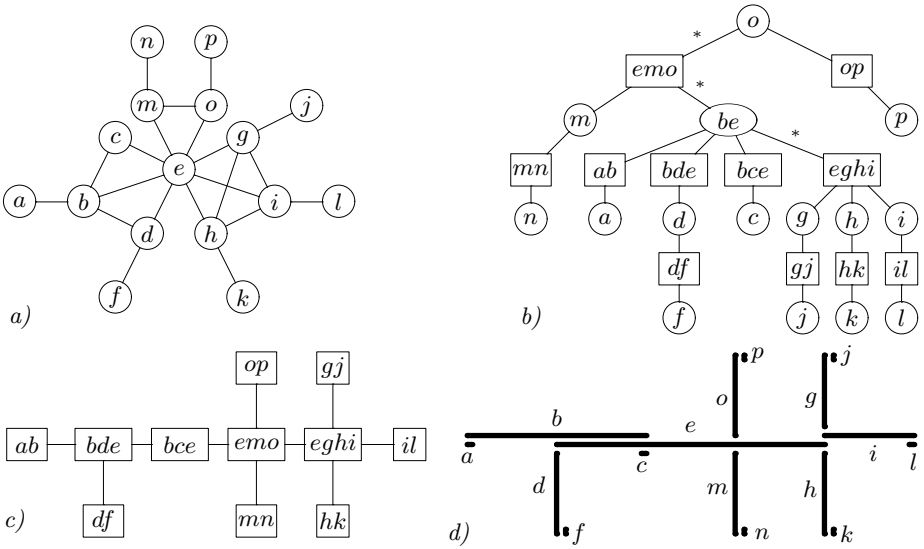 n p
m o j
c g
e
a b i l
d h
f k
a)
o
* emo op
*
m be p
*
mn ab bde bce eghi
n a d c g h i
df gj hk il
f j k l
b)
op gj
ab bde bce emo eghi il
df mn hk
c)
p j
o g
b e
a c i l
d m h
f n k
d)